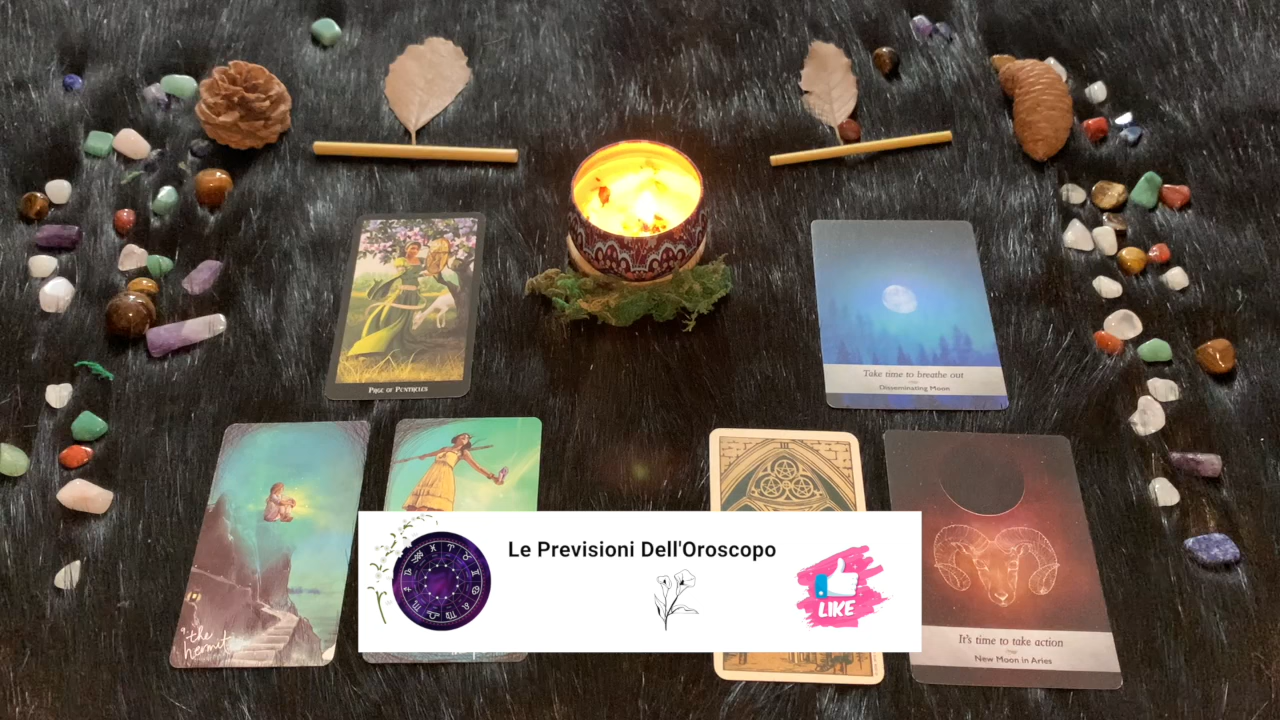 PAGE OF PENTACLES
Take time to breathe out
Disseminating Moon
III
"the
hermit"
Le Previsioni Dell'Oroscopo
LIKE
It's time to take action
New Moon in Aries